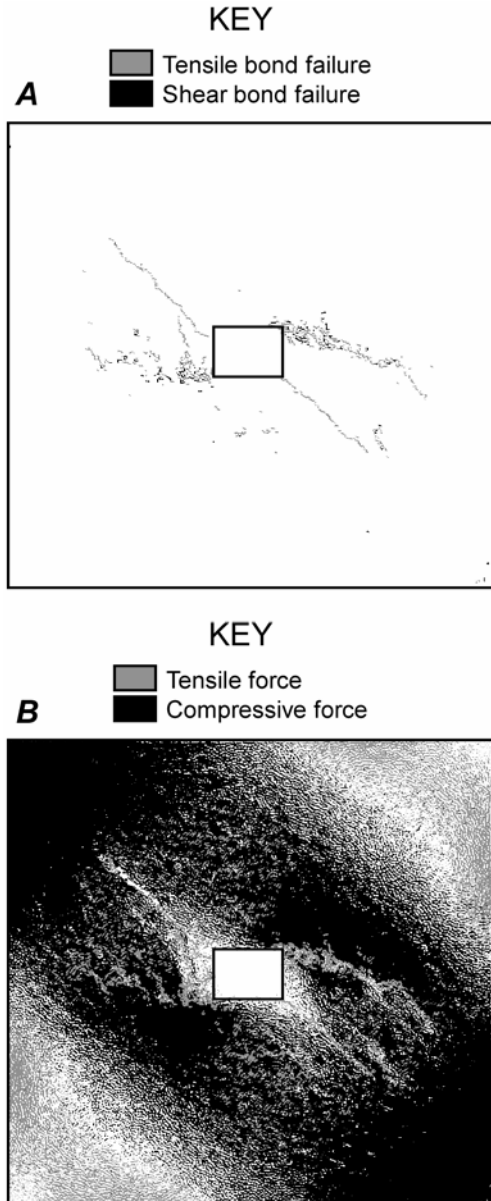 KEY
Tensile bond failure
A
Shear bond failure
KEY
Tensile force
B
Compressive force